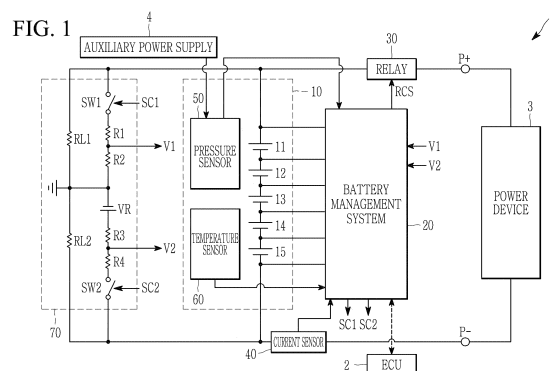 FIG. 1
4
AUXILIARY POWER SUPPLY
30
RELAY
P+
RCS
3
POWER
DEVICE
SW1
SC1
RL1
R1
V1
R2
VR
RL2
R3
V2
R4
SW2
SC2
70
50
PRESSURE
SENSOR
10
11
12
13
14
15
TEMPERATURE
SENSOR
60
BATTERY
MANAGEMENT
SYSTEM
V1
V2
20
SC1 SC2
40
CURRENT SENSOR
P-
2
ECU